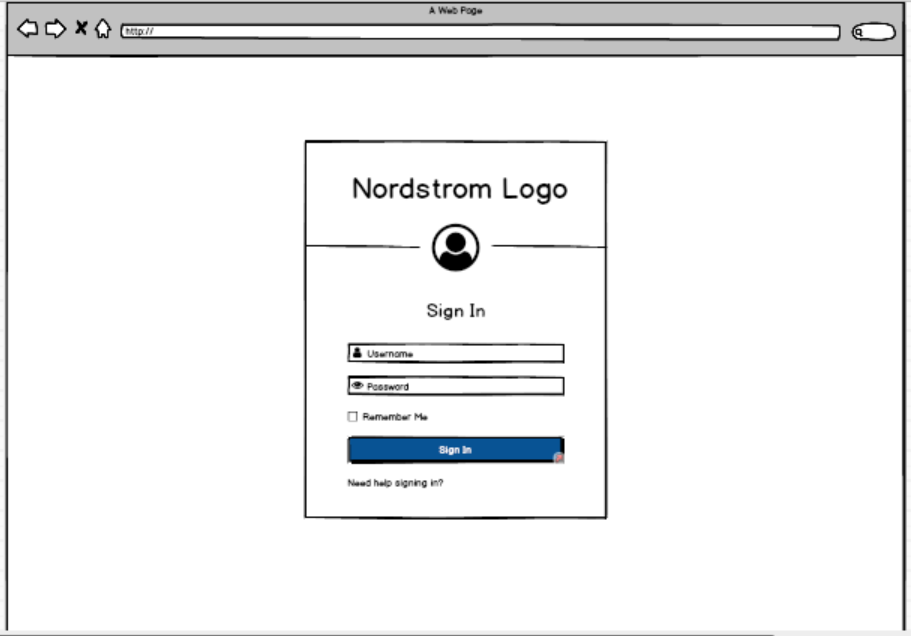 A Web Page
http://
Nordstrom Logo
Sign In
Username
Password
Remember Me
Sign In
Need help signing in?